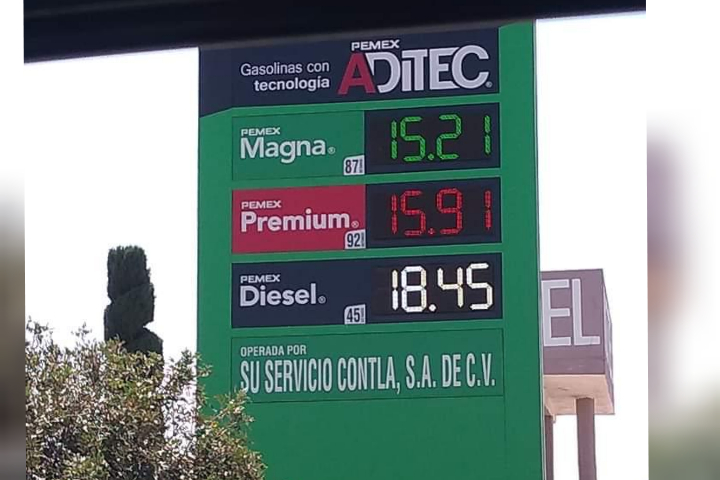 Gasolinas con
tecnología
PEMEX
ADITEC®
PEMEX
Magna®
87
15.21
PEMEX
Premium®
92
15.91
PEMEX
Diesel®
45
18.45
OPERADA POR
SU SERVICIO CONTLA, S.A. DE C.V.
EL